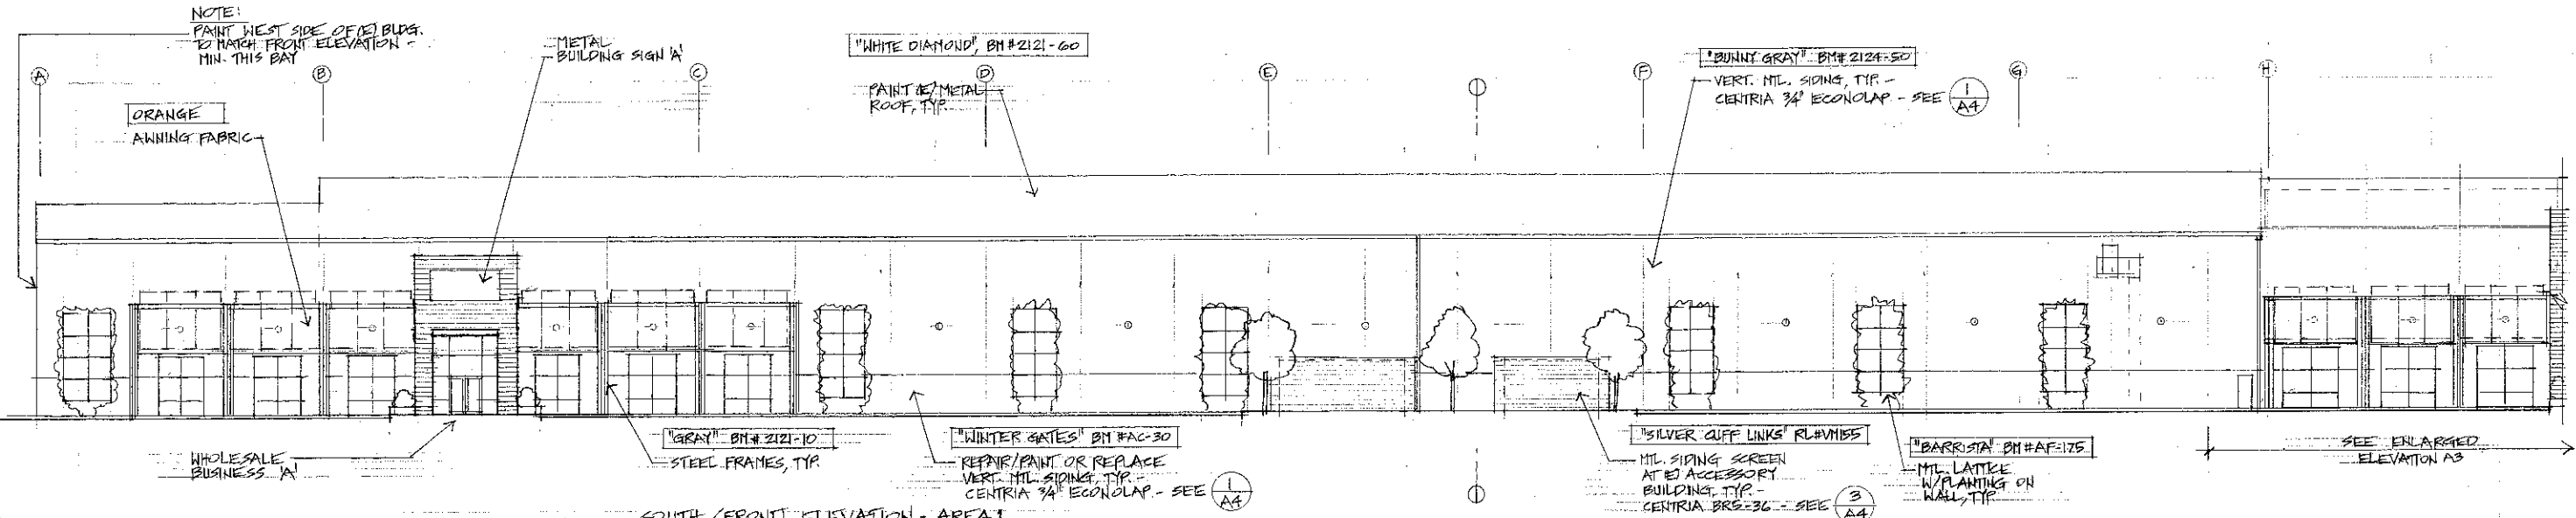 NOTE:
PAINT WEST SIDE OF (E) BLDG.
TO MATCH FRONT ELEVATION -
MIN. THIS BAY
METAL
BUILDING SIGN 'A'
"WHITE DIAMOND", BM #2121-60
PAINT (E) METAL
ROOF, TYP.
"BUNNY GRAY" BM# 2124-50
VERT. MTL. SIDING, TYP. -
CENTRIA 3/4" ECONOLAP - SEE
1
A4
A
B
C
D
E
F
G
H
ORANGE
AWNING FABRIC
WHOLESALE
BUSINESS 'A'
"GRAY" BM# 2121-10
STEEL FRAMES, TYP.
"WINTER GATES" BM #AC-30
REPAIR/PAINT OR REPLACE
VERT. MTL. SIDING, TYP. -
CENTRIA 3/4" ECONOLAP - SEE
1
A4
"SILVER CUFF LINKS" RL#VM155
MTL. SIDING SCREEN
AT (E) ACCESSORY
BUILDING, TYP. -
CENTRIA BRS-36 - SEE
3
A4
"BARRISTA" BM #AF-175
MTL. LATTICE
W/PLANTING ON
WALL, TYP.
SEE ENLARGED
ELEVATION A3
SOUTH (FRONT) ELEVATION - AREA 1